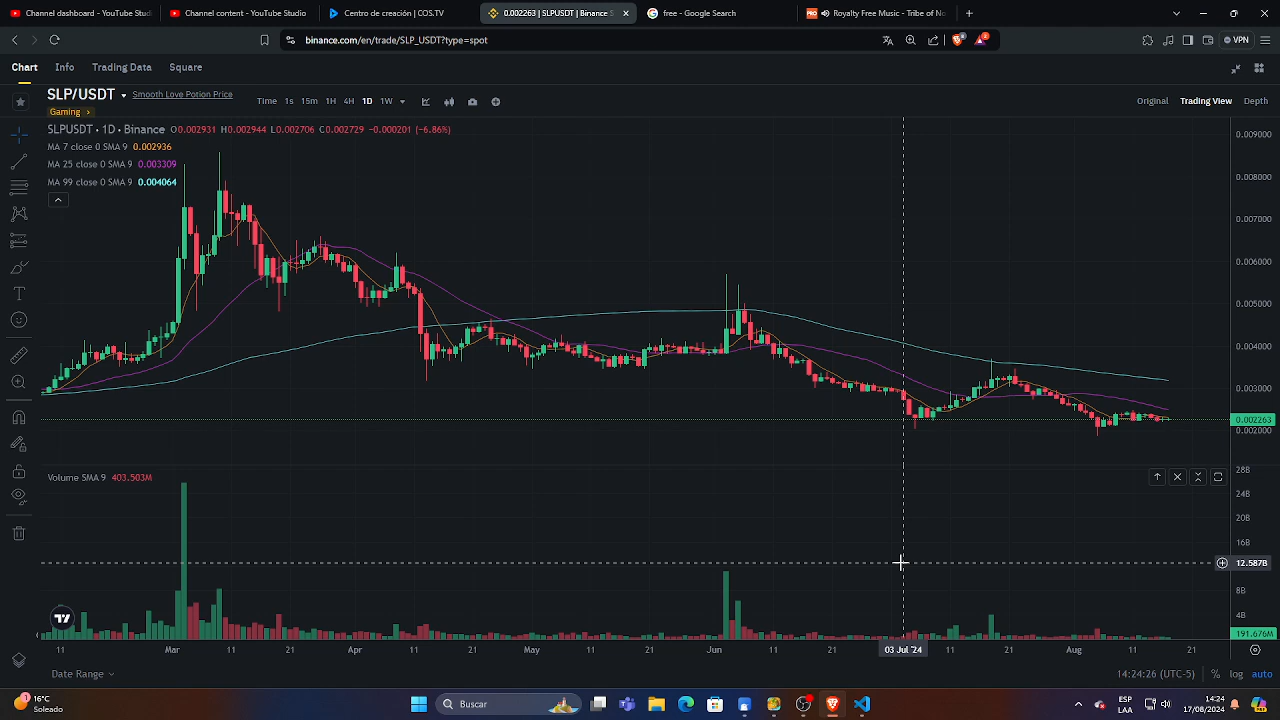 Channel dashboard - YouTube Studi
Channel content - YouTube Studio
Centro de creación | COS.TV
0.002263 | SLPUSDT | Binance S
free - Google Search
Royalty Free Music - Tribe of No
binance.com/en/trade/SLP_USDT?type=spot
VPN
Chart Info Trading Data Square
SLP/USDT Smooth Love Potion Price
Gaming
Time 1s 15m 1H 4H 1D 1W
Original Trading View Depth
SLPUSDT · 1D · Binance O0.002931 H0.002944 L0.002706 C0.002729 −0.000201 (−6.86%)
MA 7 close 0 SMA 9 0.002936
MA 25 close 0 SMA 9 0.003309
MA 99 close 0 SMA 9 0.004064
0.009000
0.008000
0.007000
0.006000
0.005000
0.004000
0.003000
0.002263
0.002000
Volume SMA 9 403.503M
28B
24B
20B
16B
12.587B
8B
4B
191.676M
11 Mar 11 21 Apr 11 21 May 11 21 Jun 11 21 03 Jul '24 11 21 Aug 11 21
Date Range
14:24:26 (UTC-5) % log auto
16°C
Soleado
Buscar
ESP
LAA
14:24
17/08/2024